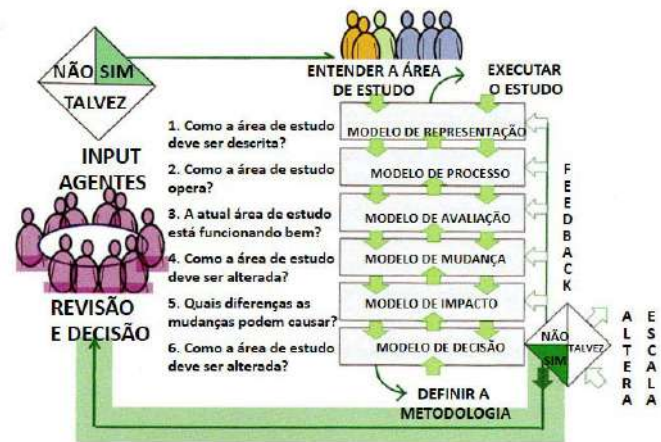 NÃO SIM
TALVEZ
INPUT
AGENTES
REVISÃO
E DECISÃO
ENTENDER A ÁREA
DE ESTUDO
EXECUTAR
O ESTUDO
1. Como a área de estudo
deve ser descrita?
MODELO DE REPRESENTAÇÃO
2. Como a área de estudo
opera?
MODELO DE PROCESSO
3. A atual área de estudo
está funcionando bem?
MODELO DE AVALIAÇÃO
4. Como a área de estudo
deve ser alterada?
MODELO DE MUDANÇA
5. Quais diferenças as
mudanças podem causar?
MODELO DE IMPACTO
6. Como a área de estudo
deve ser alterada?
MODELO DE DECISÃO
DEFINIR A
METODOLOGIA
FEEDBACK
NÃO
TALVEZ
SIM
ALTERA
ESCALA